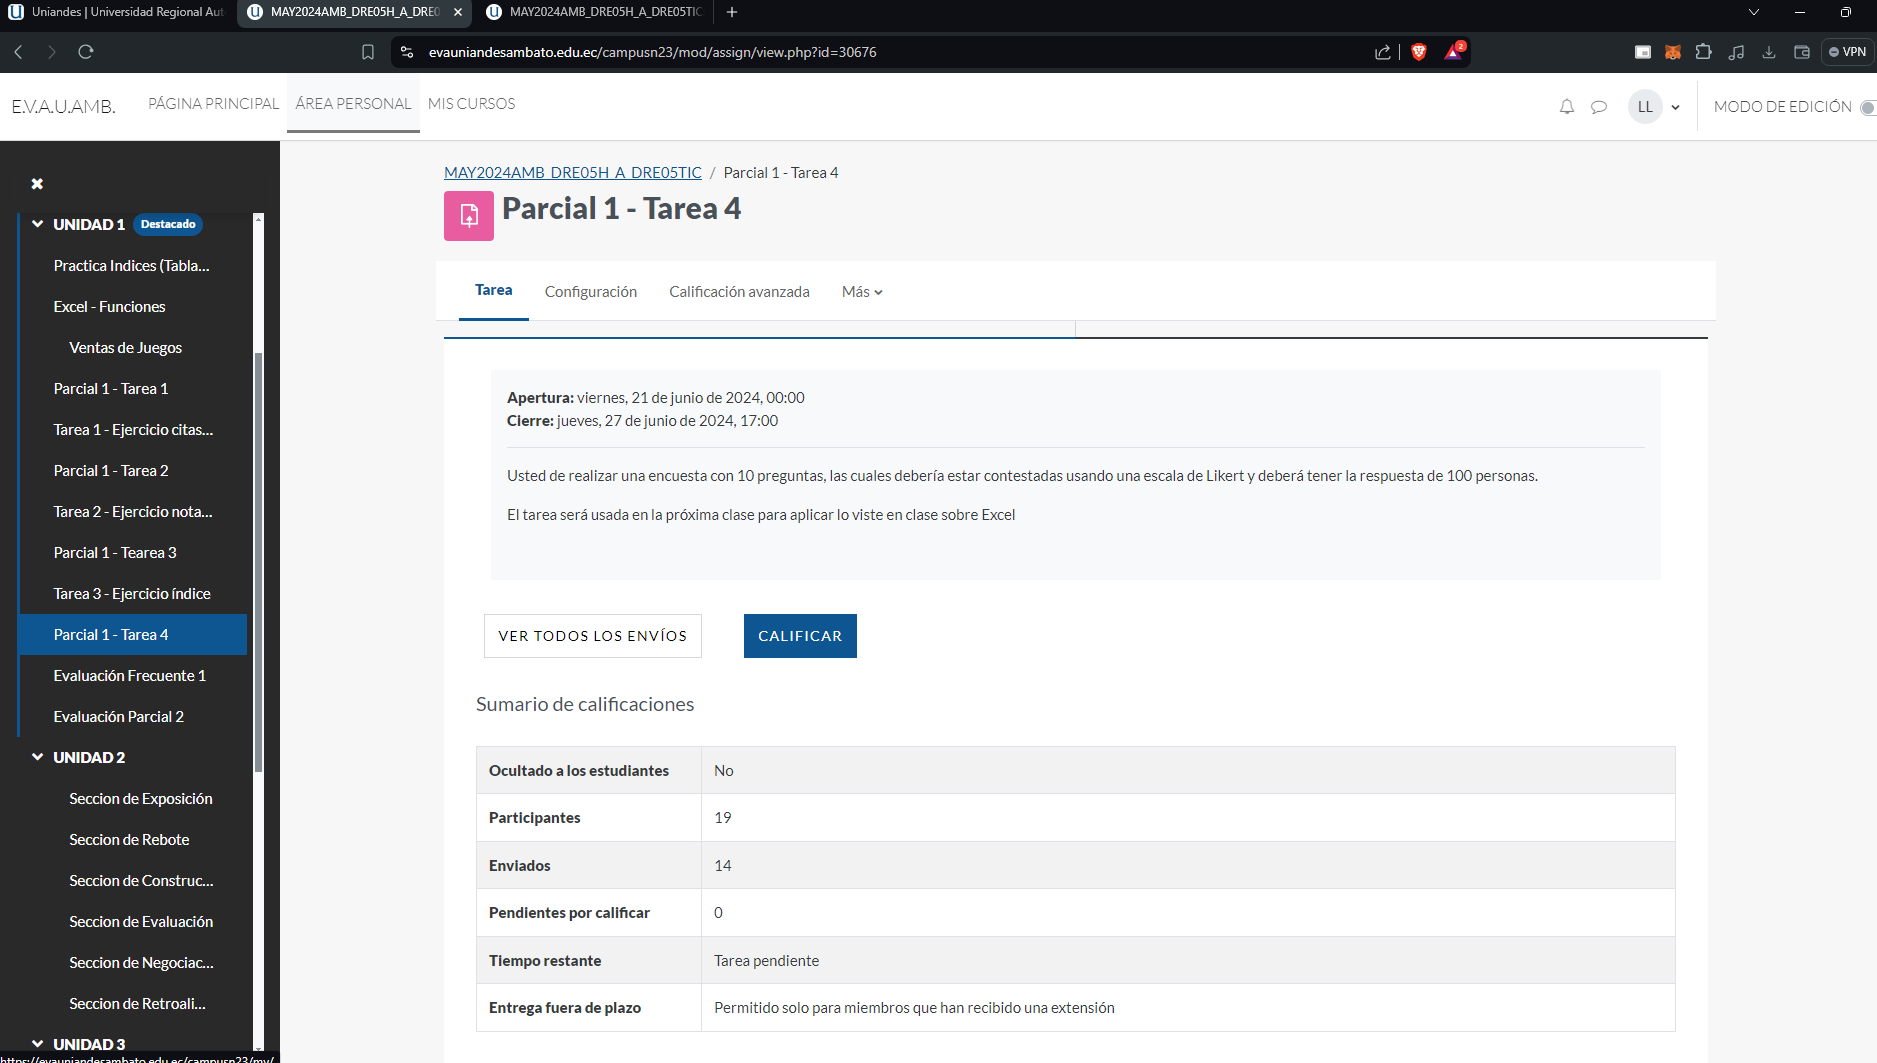 Uniandes | Universidad Regional Aut
MAY2024AMB_DRE05H_A_DRE0
MAY2024AMB_DRE05H_A_DRE05TIC
evauniandesambato.edu.ec/campusn23/mod/assign/view.php?id=30676
2
VPN
E.V.A.U.AMB.
PÁGINA PRINCIPAL
ÁREA PERSONAL
MIS CURSOS
LL
MODO DE EDICIÓN
UNIDAD 1
Destacado
Practica Indices (Tabla...
Excel - Funciones
Ventas de Juegos
Parcial 1 - Tarea 1
Tarea 1 - Ejercicio citas...
Parcial 1 - Tarea 2
Tarea 2 - Ejercicio nota...
Parcial 1 - Tearea 3
Tarea 3 - Ejercicio índice
Parcial 1 - Tarea 4
Evaluación Frecuente 1
Evaluación Parcial 2
UNIDAD 2
Seccion de Exposición
Seccion de Rebote
Seccion de Construc...
Seccion de Evaluación
Seccion de Negociac...
Seccion de Retroali...
UNIDAD 3
https://evauniandesambato.edu.ec/campusn23/my/
MAY2024AMB_DRE05H_A_DRE05TIC / Parcial 1 - Tarea 4
Parcial 1 - Tarea 4
Tarea
Configuración
Calificación avanzada
Más
Apertura: viernes, 21 de junio de 2024, 00:00
Cierre: jueves, 27 de junio de 2024, 17:00
Usted de realizar una encuesta con 10 preguntas, las cuales debería estar contestadas usando una escala de Likert y deberá tener la respuesta de 100 personas.
El tarea será usada en la próxima clase para aplicar lo viste en clase sobre Excel
VER TODOS LOS ENVÍOS
CALIFICAR
Sumario de calificaciones
Ocultado a los estudiantes No
Participantes 19
Enviados 14
Pendientes por calificar 0
Tiempo restante Tarea pendiente
Entrega fuera de plazo Permitido solo para miembros que han recibido una extensión